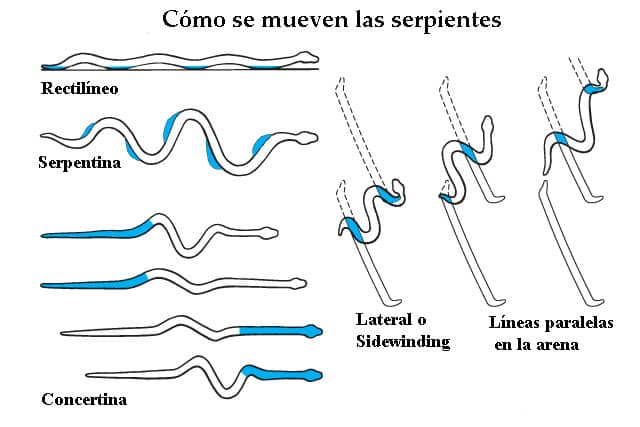 Cómo se mueven las serpientes
Rectilíneo
Serpentina
Concertina
Lateral o
Sidewinding
Líneas paralelas
en la arena